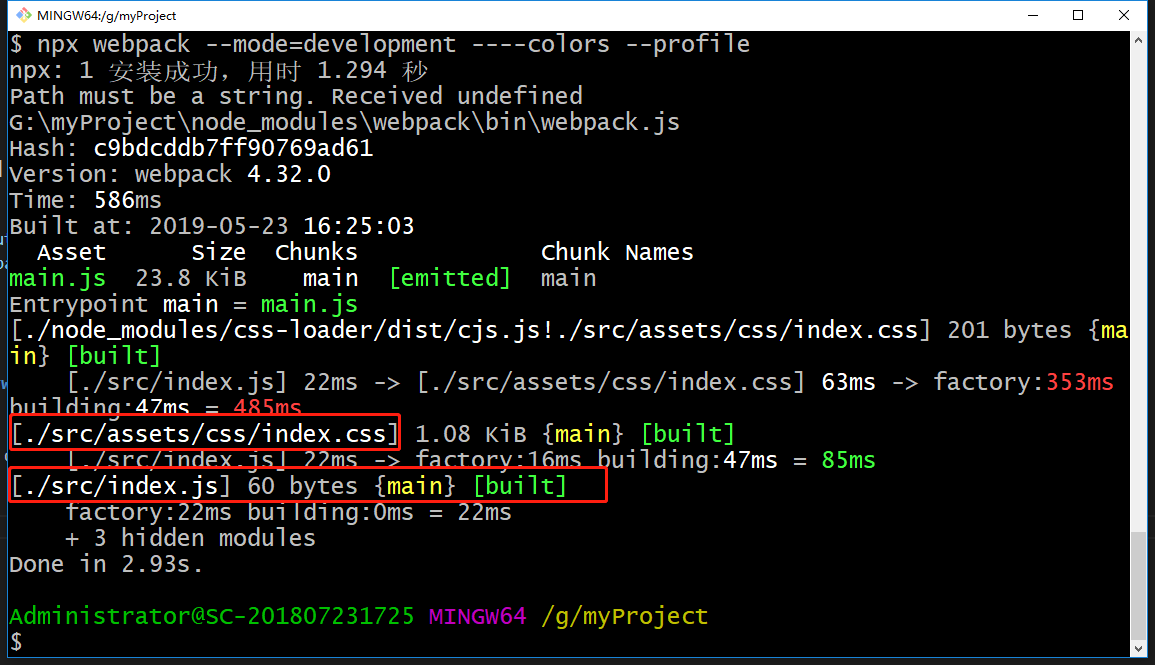 MINGW64:/g/myProject
$ npx webpack --mode=development ----colors --profile
npx: 1 安装成功，用时 1.294 秒
Path must be a string. Received undefined
G:\myProject\node_modules\webpack\bin\webpack.js
Hash: c9bdcddb7ff90769ad61
Version: webpack 4.32.0
Time: 586ms
Built at: 2019-05-23 16:25:03
Asset Size Chunks Chunk Names
main.js 23.8 KiB main [emitted] main
Entrypoint main = main.js
[./node_modules/css-loader/dist/cjs.js!./src/assets/css/index.css] 201 bytes {ma
in} [built]
[./src/index.js] 22ms -> [./src/assets/css/index.css] 63ms -> factory:353ms
building:47ms = 485ms
[./src/assets/css/index.css] 1.08 KiB {main} [built]
[./src/index.js] 22ms -> factory:16ms building:47ms = 85ms
[./src/index.js] 60 bytes {main} [built]
factory:22ms building:0ms = 22ms
+ 3 hidden modules
Done in 2.93s.
Administrator@SC-201807231725 MINGW64 /g/myProject
$